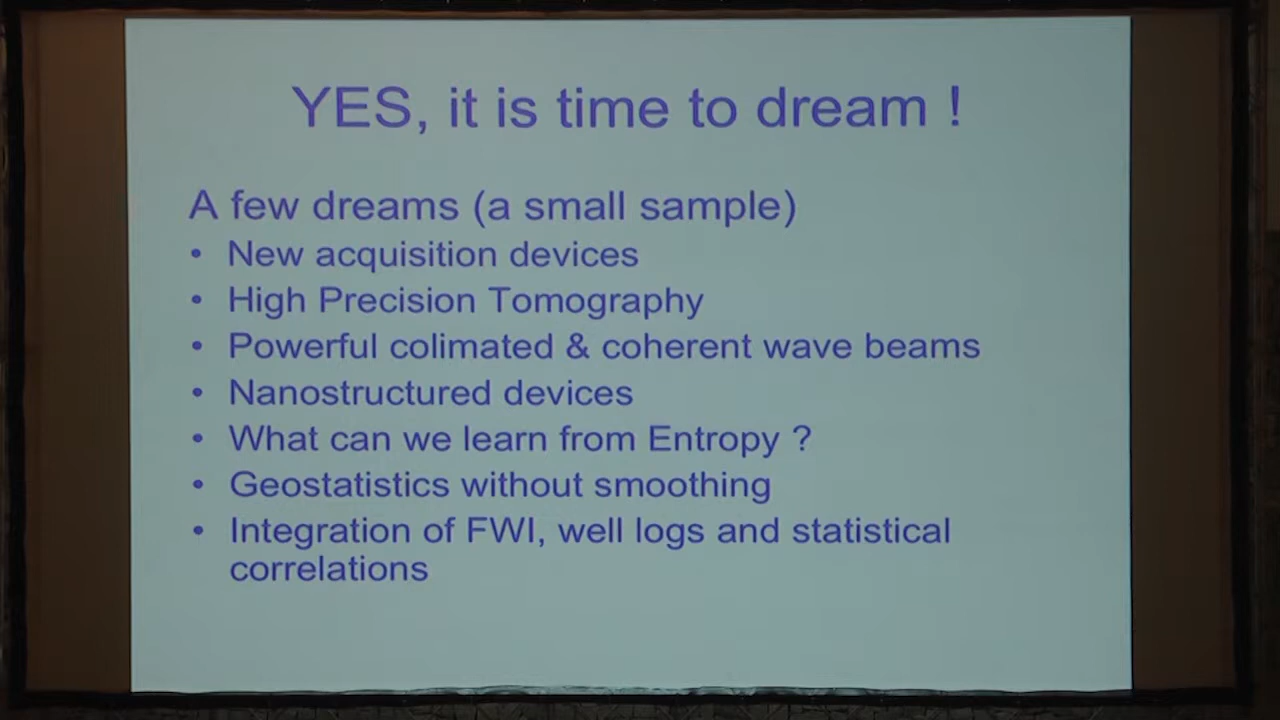 YES, it is time to dream !
A few dreams (a small sample)
• New acquisition devices
• High Precision Tomography
• Powerful colimated & coherent wave beams
• Nanostructured devices
• What can we learn from Entropy ?
• Geostatistics without smoothing
• Integration of FWI, well logs and statistical
correlations